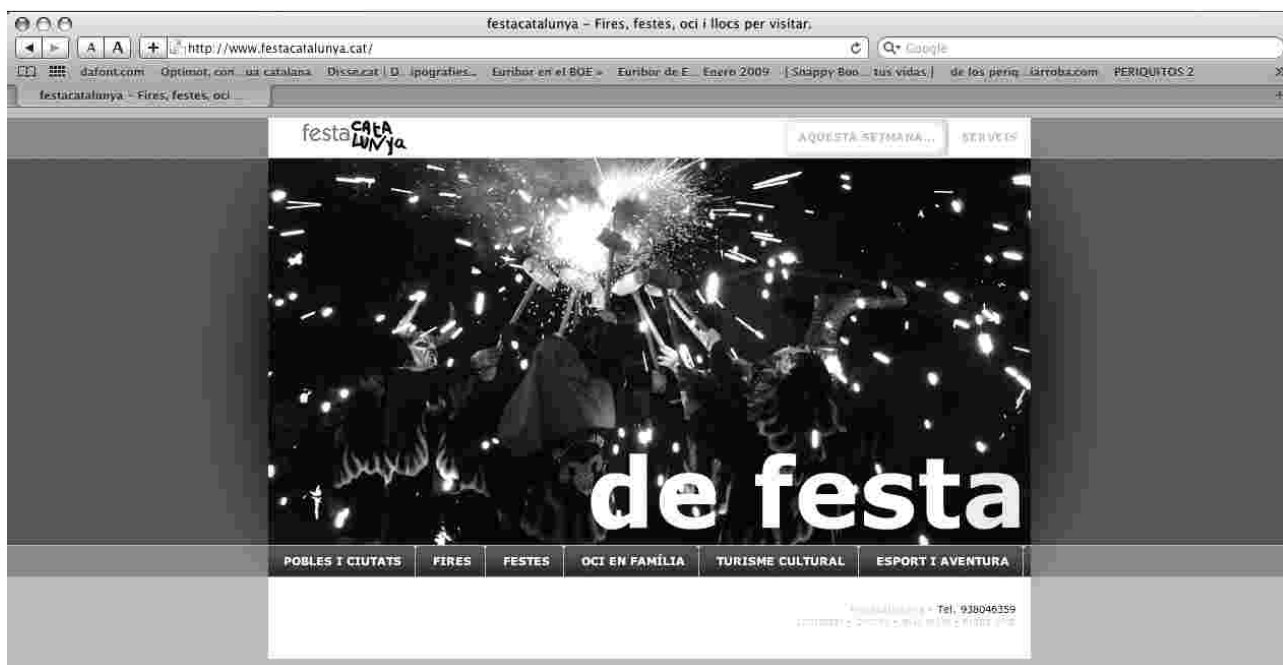 festacatalunya – Fires, festes, oci i llocs per visitar.
A A + http://www.festacatalunya.cat/ Google
dafont.com Optimot, con ... ua catalana Disse.cat | D... ipografies... Euribor en el BOE » Euribor de E... Enero 2009 { Snappy Boo... tus vidas } de los periq...iarroba.com PERIQUITOS 2
festacatalunya – Fires, festes, oci ...
festa CATALUNya
AQUESTA SETMANA... SERVEIS
de festa
POBLES I CIUTATS FIRES FESTES OCI EN FAMÍLIA TURISME CULTURAL ESPORT I AVENTURA
Tel. 938046359